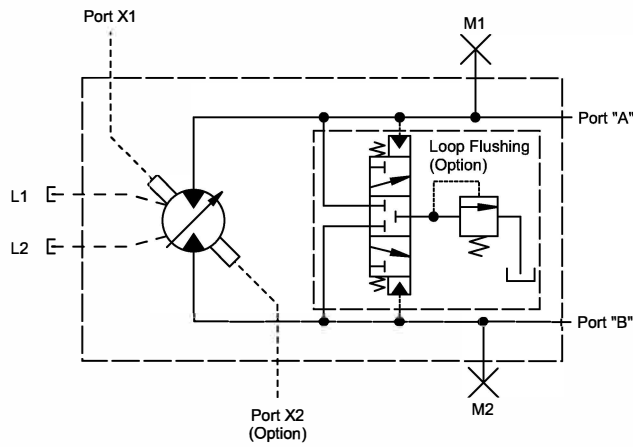 Port X1
M1
Port "A"
Loop Flushing
(Option)
L1
L2
Port "B"
Port X2
(Option)
M2